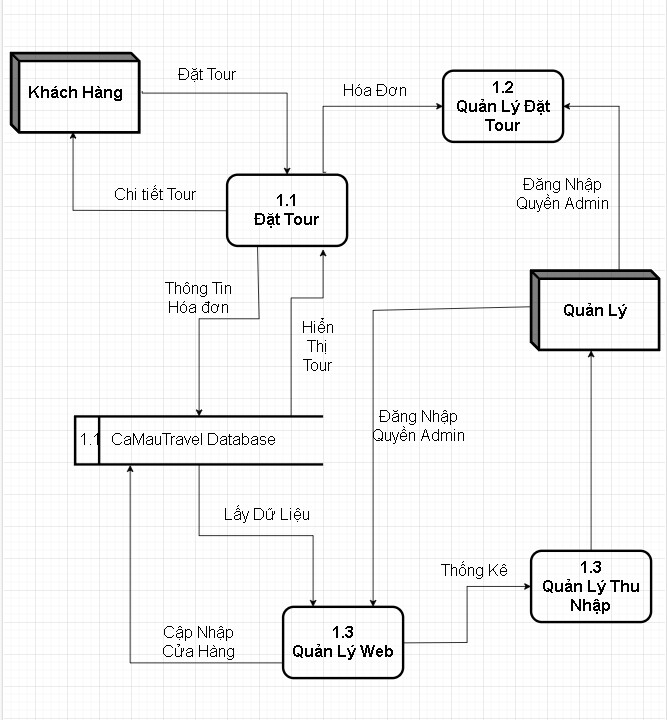 Khách Hàng
Đặt Tour
Hóa Đơn
1.2
Quản Lý Đặt
Tour
Chi tiết Tour
1.1
Đặt Tour
Đăng Nhập
Quyền Admin
Thông Tin
Hóa đơn
Hiển
Thị
Tour
Quản Lý
1.1
CaMauTravel Database
Đăng Nhập
Quyền Admin
Lấy Dữ Liệu
Thống Kê
1.3
Quản Lý Thu
Nhập
Cập Nhập
Cửa Hàng
1.3
Quản Lý Web